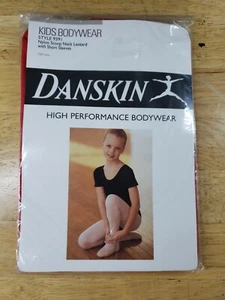 KIDS BODYWEAR
STYLE 9391
Nylon Scoop Neck Leotard
with Short Sleeves
DANSKIN
HIGH PERFORMANCE BODYWEAR